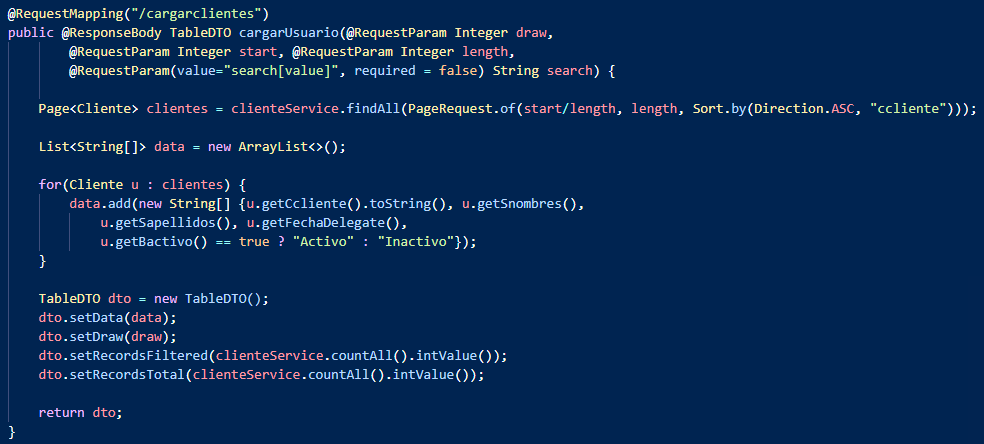 @RequestMapping("/cargarclientes")
public @ResponseBody TableDTO cargarUsuario(@RequestParam Integer draw,
        @RequestParam Integer start, @RequestParam Integer length,
        @RequestParam(value="search[value]", required = false) String search) {

    Page<Cliente> clientes = clienteService.findAll(PageRequest.of(start/length, length, Sort.by(Direction.ASC, "ccliente")));

    List<String[]> data = new ArrayList<>();

    for(Cliente u : clientes) {
        data.add(new String[] {u.getCcliente().toString(), u.getSnombres(),
            u.getSapellidos(), u.getFechaDelegate(),
            u.getBactivo() == true ? "Activo" : "Inactivo"});
    }

    TableDTO dto = new TableDTO();
    dto.setData(data);
    dto.setDraw(draw);
    dto.setRecordsFiltered(clienteService.countAll().intValue());
    dto.setRecordsTotal(clienteService.countAll().intValue());

    return dto;
}